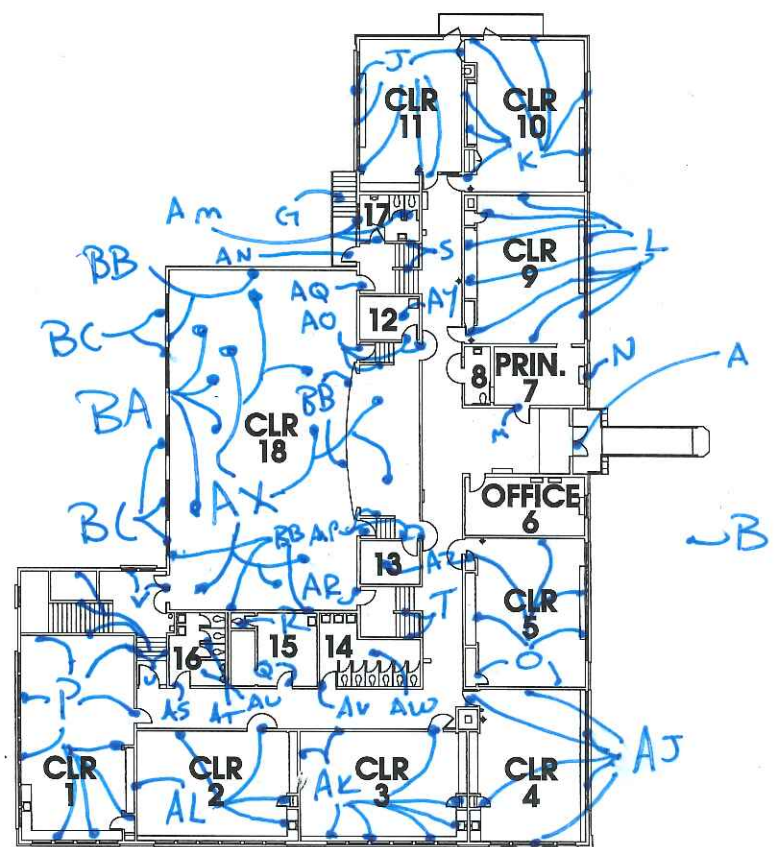 J
CLR
11
CLR
10
K
Am
G
17
AN
S
CLR
9
L
BB
AQ
AY
AO
12
BC
BA
BB
8
PRIN.
7
N
A
M
CLR
18
AX
OFFICE
6
B
BC
BB
AP
13
AZ
AR
T
CLR
5
O
V
16
R
15
14
P
U
Q
AS
AT
AU
AV
AW
CLR
1
CLR
2
AL
CLR
3
AK
CLR
4
AJ